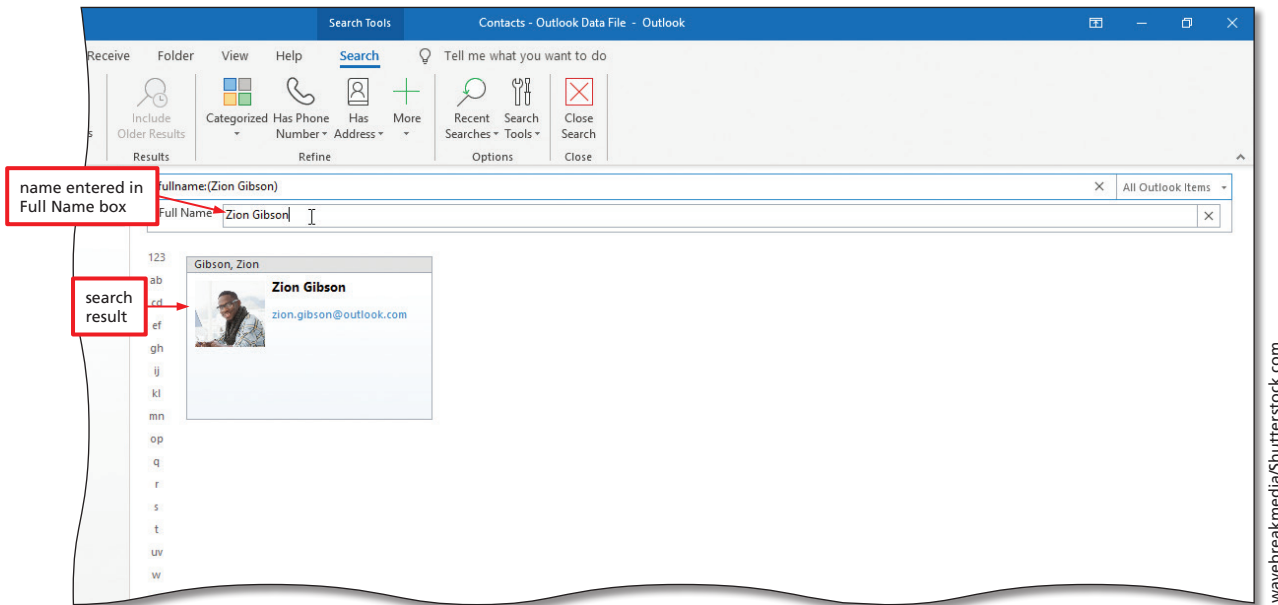 Search Tools
Contacts - Outlook Data File - Outlook
Receive Folder View Help Search Tell me what you want to do
Include Older Results
Categorized
Has Phone Number
Has Address
More
Recent Searches
Search Tools
Close Search
s
Results
Refine
Options
Close
name entered in
Full Name box
fullname:(Zion Gibson)
All Outlook Items
Full Name
Zion Gibson
123
ab
cd
ef
gh
ij
kl
mn
op
q
r
s
t
uv
w
Gibson, Zion
Zion Gibson
zion.gibson@outlook.com
search
result
wavebreakmedia/Shutterstock.com